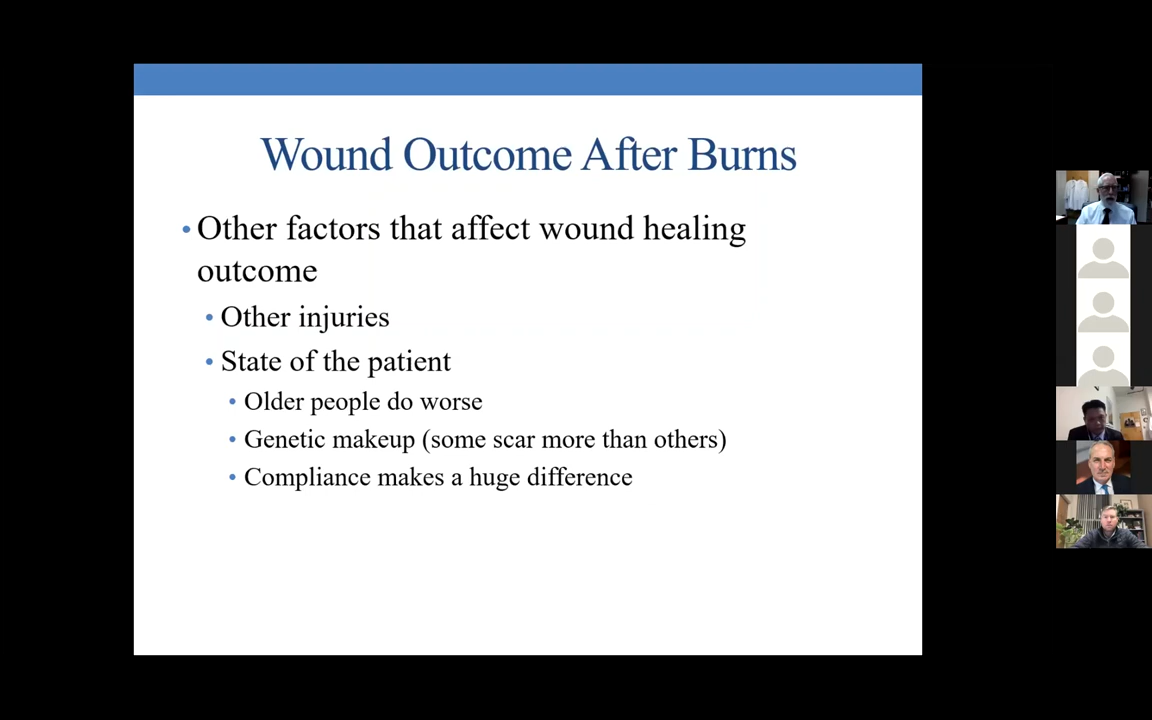 Wound Outcome After Burns
• Other factors that affect wound healing
outcome
• Other injuries
• State of the patient
• Older people do worse
• Genetic makeup (some scar more than others)
• Compliance makes a huge difference